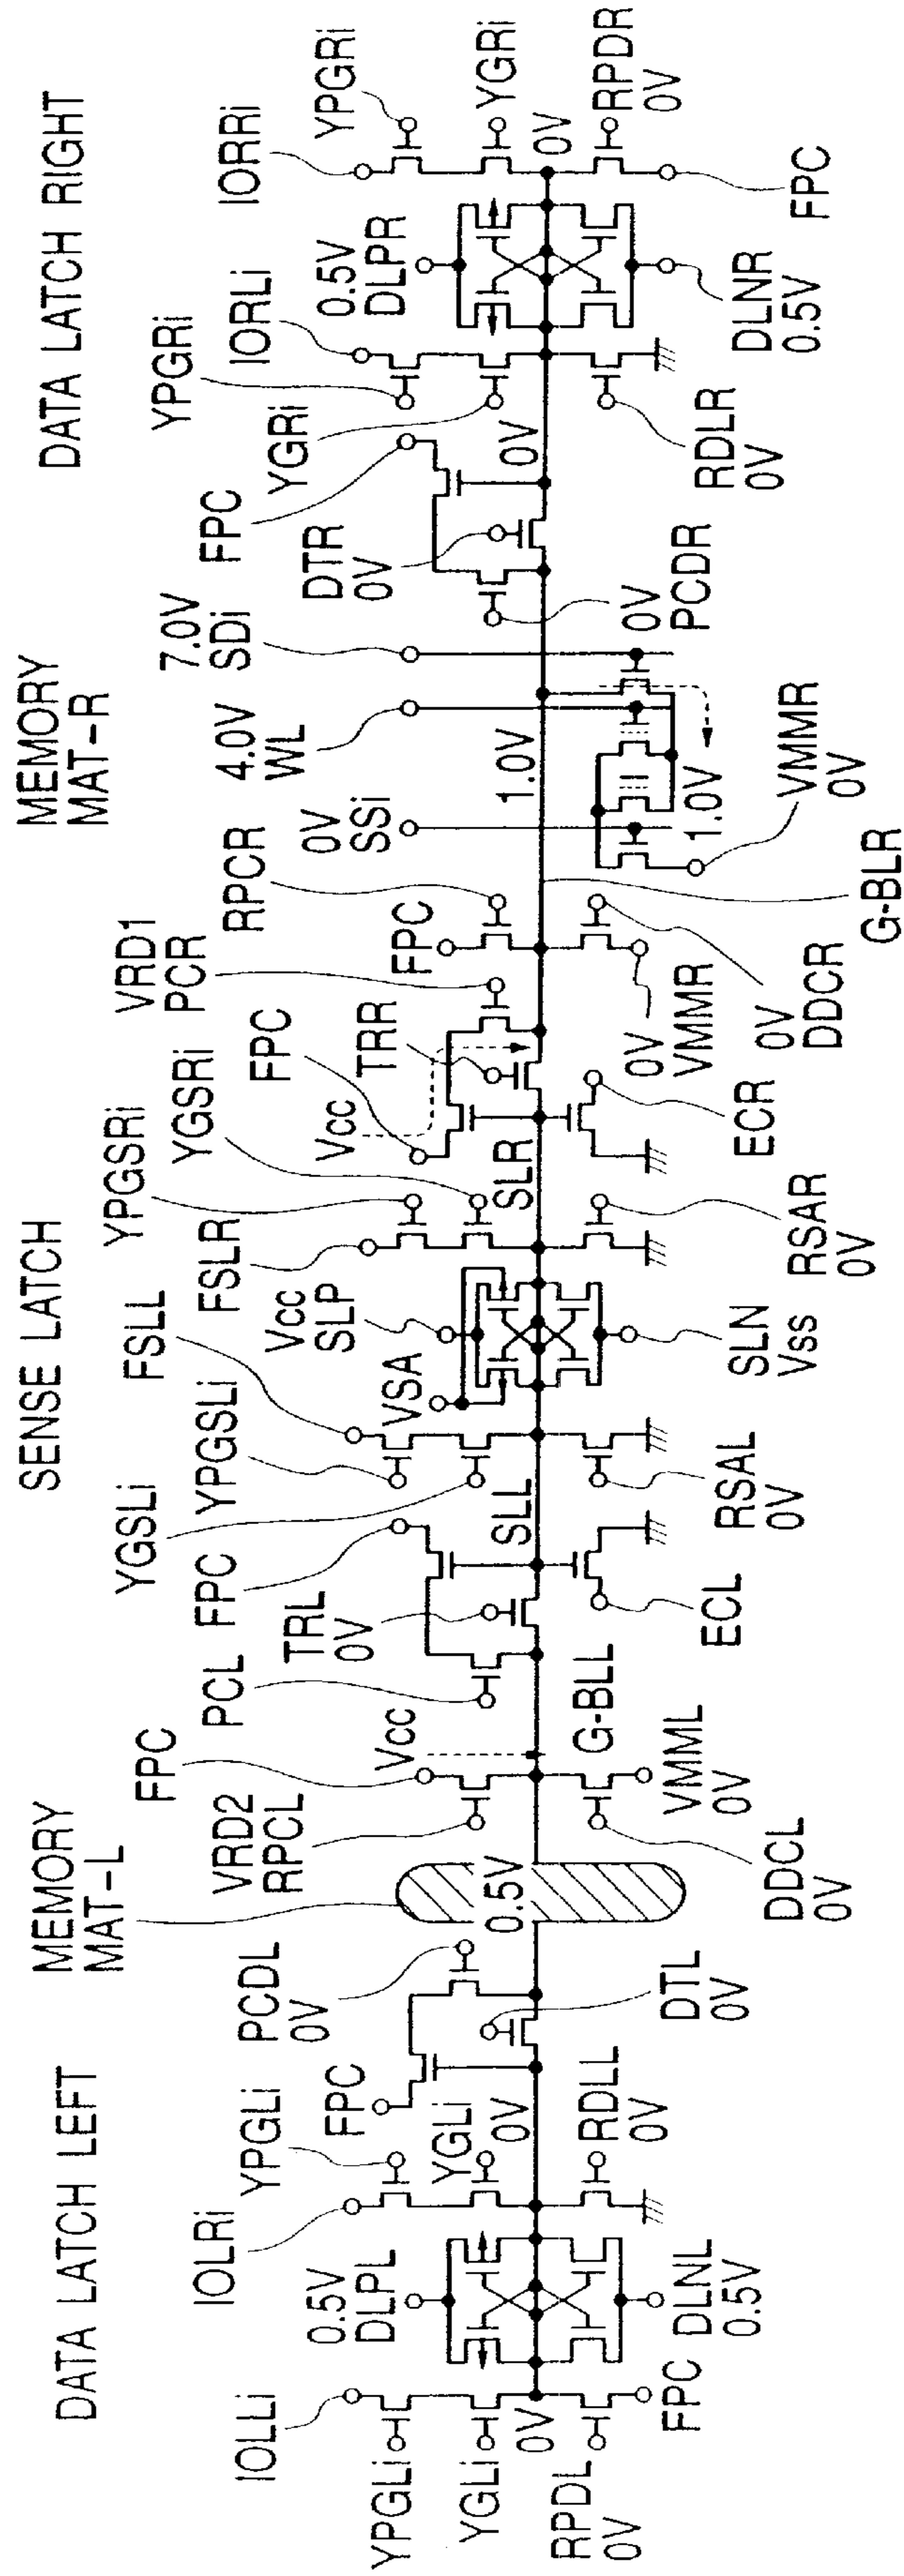 DATA LATCH LEFT
MEMORY
MAT-L
SENSE LATCH
MEMORY
MAT-R
DATA LATCH RIGHT
IOLLi
YPGLi
YGLi
0V
RPDL
0V
FPC
0.5V
DLPL
DLNL
0.5V
IOLRi
YPGLi
YGLi
0V
RDLL
0V
FPC
PCDL
0V
DTL
0V
0.5V
FPC
VRD2
RPCL
Vcc
G-BLL
DDCL
0V
VMML
0V
PCL
TRL
0V
FPC
SLL
ECL
YGSLi
YPGSLi
FSLL
RSAL
0V
VSA
Vcc
SLP
SLN
Vss
FSLR
YPGSRi
YGSRi
SLR
RSAR
0V
FPC
Vcc
TRR
VRD1
PCR
ECR
FPC
RPCR
0V
VMMR
0V
DDCR
G-BLR
0V
SSi
4.0V
WL
7.0V
SDi
1.0V
1.0V
VMMR
0V
0V
PCDR
DTR
0V
FPC
0V
YPGRi
YGRi
IORLi
RDLR
0V
0.5V
DLPR
DLNR
0.5V
IORRi
YPGRi
YGRi
0V
RPDR
0V
FPC